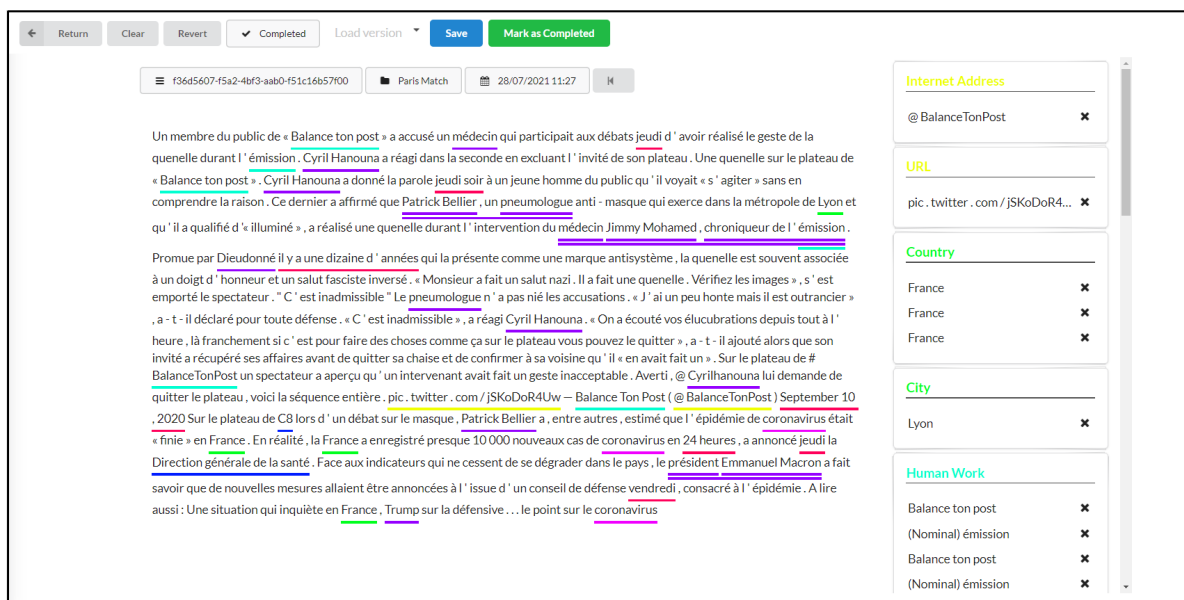 Return Clear Revert Completed Load version Save Mark as Completed
f36d5607-f5a2-4bf3-aab0-f51c16b57f00 Paris Match 28/07/2021 11:27
Un membre du public de « Balance ton post » a accusé un médecin qui participait aux débats jeudi d ' avoir réalisé le geste de la
quenelle durant l ' émission . Cyril Hanouna a réagi dans la seconde en excluant l ' invité de son plateau . Une quenelle sur le plateau de
« Balance ton post » . Cyril Hanouna a donné la parole jeudi soir à un jeune homme du public qu ' il voyait « s ' agiter » sans en
comprendre la raison . Ce dernier a affirmé que Patrick Bellier , un pneumologue anti - masque qui exerce dans la métropole de Lyon et
qu ' il a qualifié d '« illuminé » , a réalisé une quenelle durant l ' intervention du médecin Jimmy Mohamed , chroniqueur de l ' émission .
Promue par Dieudonné il y a une dizaine d ' années qui la présente comme une marque antisystème , la quenelle est souvent associée
à un doigt d ' honneur et un salut fasciste inversé . « Monsieur a fait un salut nazi . Il a fait une quenelle . Vérifiez les images » , s ' est
emporté le spectateur . " C ' est inadmissible " Le pneumologue n ' a pas nié les accusations . « J ' ai un peu honte mais il est outrancier »
, a - t - il déclaré pour toute défense . « C ' est inadmissible » , a réagi Cyril Hanouna . « On a écouté vos élucubrations depuis tout à l '
heure , là franchement si c ' est pour faire des choses comme ça sur le plateau vous pouvez le quitter » , a - t - il ajouté alors que son
invité a récupéré ses affaires avant de quitter sa chaise et de confirmer à sa voisine qu ' il « en avait fait un » . Sur le plateau de #
BalanceTonPost un spectateur a aperçu qu ' un intervenant avait fait un geste inacceptable . Averti , @ Cyrilhanouna lui demande de
quitter le plateau , voici la séquence entière . pic . twitter . com / jSKoDoR4Uw — Balance Ton Post ( @ BalanceTonPost ) September 10
, 2020 Sur le plateau de C8 lors d ' un débat sur le masque , Patrick Bellier a , entre autres , estimé que l ' épidémie de coronavirus était
« finie » en France . En réalité , la France a enregistré presque 10 000 nouveaux cas de coronavirus en 24 heures , a annoncé jeudi la
Direction générale de la santé . Face aux indicateurs qui ne cessent de se dégrader dans le pays , le président Emmanuel Macron a fait
savoir que de nouvelles mesures allaient être annoncées à l ' issue d ' un conseil de défense vendredi , consacré à l ' épidémie . A lire
aussi : Une situation qui inquiète en France , Trump sur la défensive . . . le point sur le coronavirus
Internet Address
@ BalanceTonPost
URL
pic . twitter . com / jSKoDoR4...
Country
France
France
France
City
Lyon
Human Work
Balance ton post
(Nominal) émission
Balance ton post
(Nominal) émission